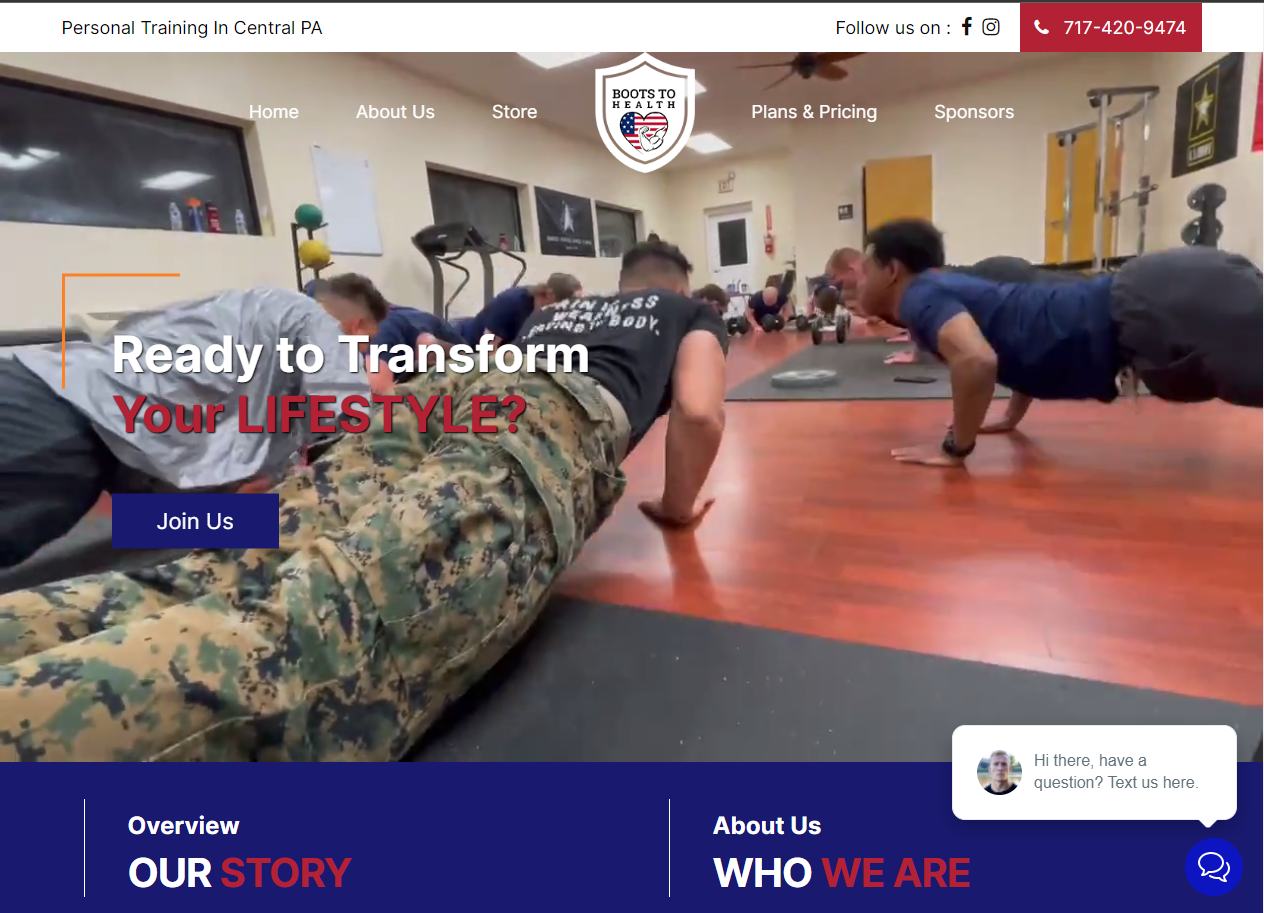 Personal Training In Central PA
Follow us on :
717-420-9474
Home
About Us
Store
BOOTS TO
HEALTH
Plans & Pricing
Sponsors
Ready to Transform
Your LIFESTYLE?
Join Us
Hi there, have a
question? Text us here.
Overview
OUR STORY
About Us
WHO WE ARE